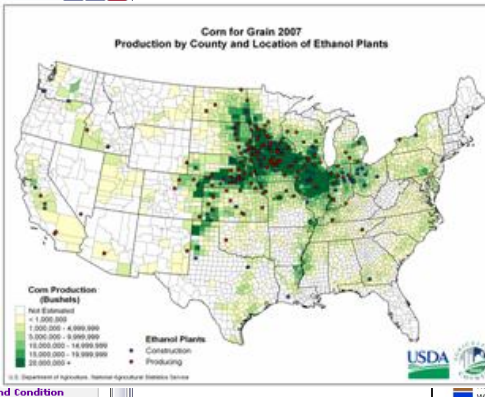 Corn for Grain 2007
Production by County and Location of Ethanol Plants
Corn Production
(Bushels)
Not Estimated
< 1,000,000
1,000,000 - 4,999,999
5,000,000 - 9,999,999
10,000,000 - 14,999,999
15,000,000 - 19,999,999
20,000,000 +
Ethanol Plants
Construction
Producing
USDA
U.S. Department of Agriculture, National Agricultural Statistics Service
nd Condition